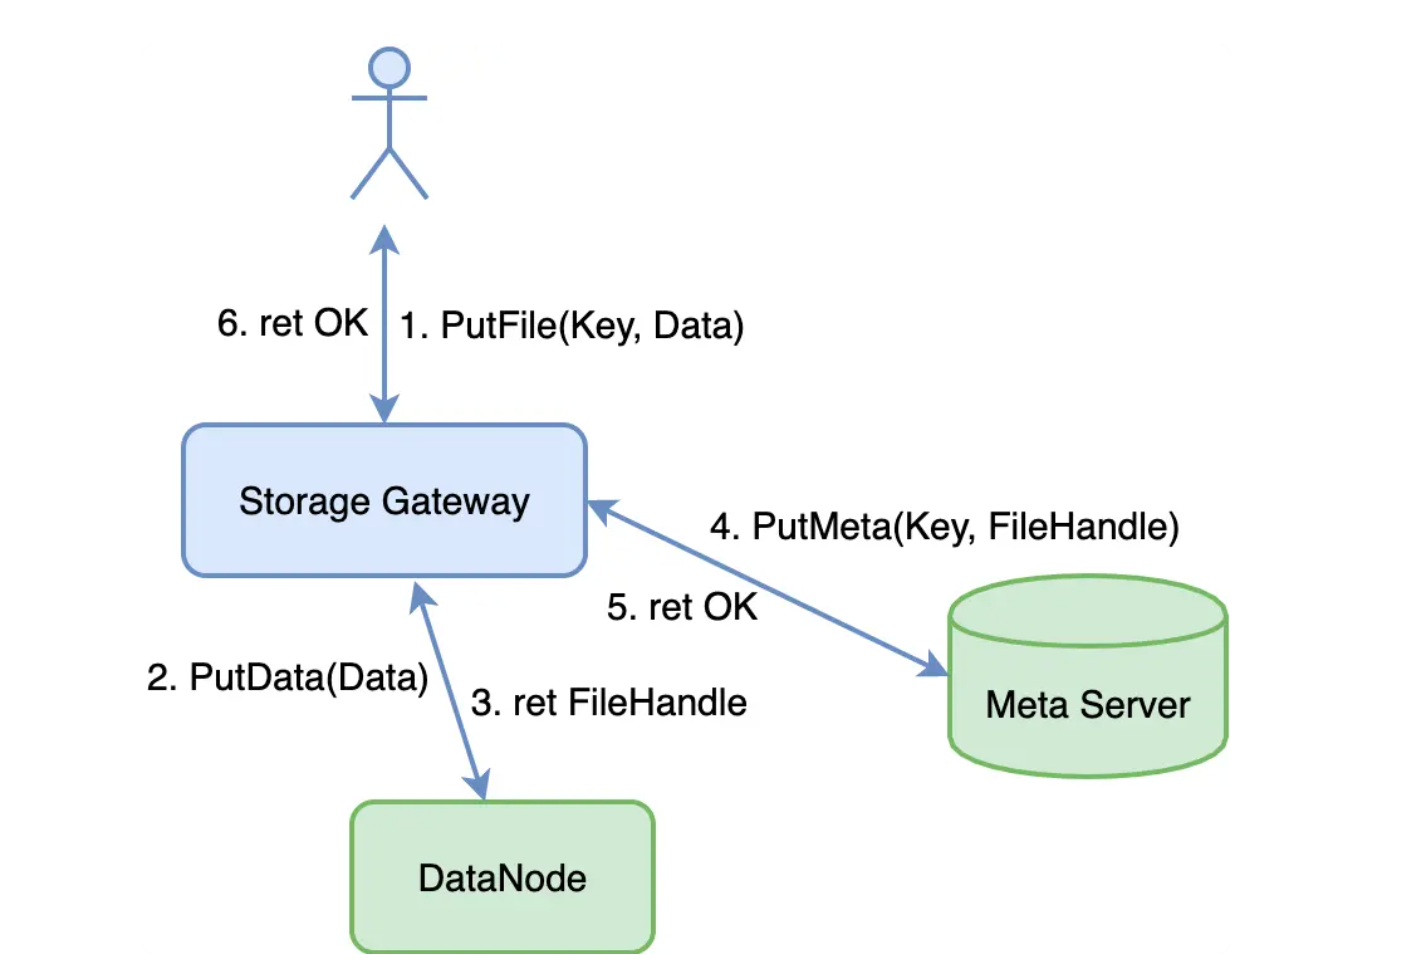 6. ret OK
1. PutFile(Key, Data)
Storage Gateway
4. PutMeta(Key, FileHandle)
5. ret OK
2. PutData(Data)
3. ret FileHandle
Meta Server
DataNode